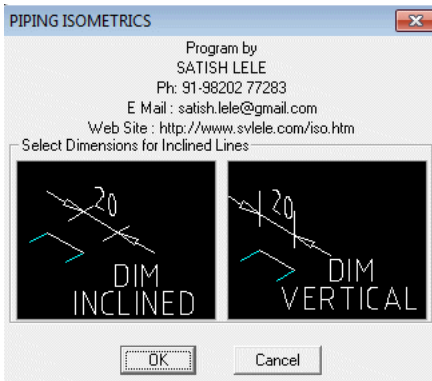 PIPING ISOMETRICS
Program by
SATISH LELE
Ph: 91-98202 77283
E Mail : satish.lele@gmail.com
Web Site : http://www.svlele.com/iso.htm
Select Dimensions for Inclined Lines
20
DIM
INCLINED
20
DIM
VERTICAL
OK
Cancel